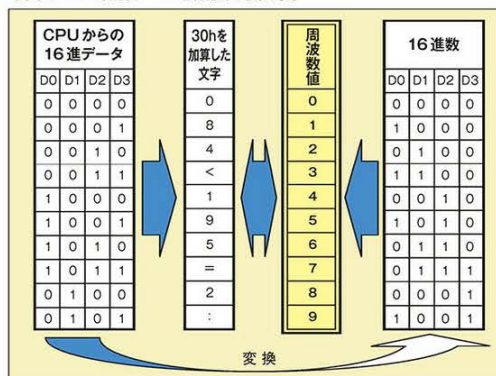 CPUからの
16進データ
30hを
加算した
文字
周波数値
16進数
D0 D1 D2 D3 D0 D1 D2 D3
0 0 0 0 0 0 0 0 0 0
0 0 0 1 8 1 1 0 0 0
0 0 1 0 4 2 0 1 0 0
0 0 1 1 < 3 1 1 0 0
1 0 0 0 1 4 0 0 1 0
1 0 0 1 9 5 1 0 1 0
1 0 1 0 5 6 0 1 1 0
1 0 1 1 = 7 0 1 1 1
0 1 0 0 2 8 0 0 0 1
0 1 0 1 : 9 1 0 0 1
変換